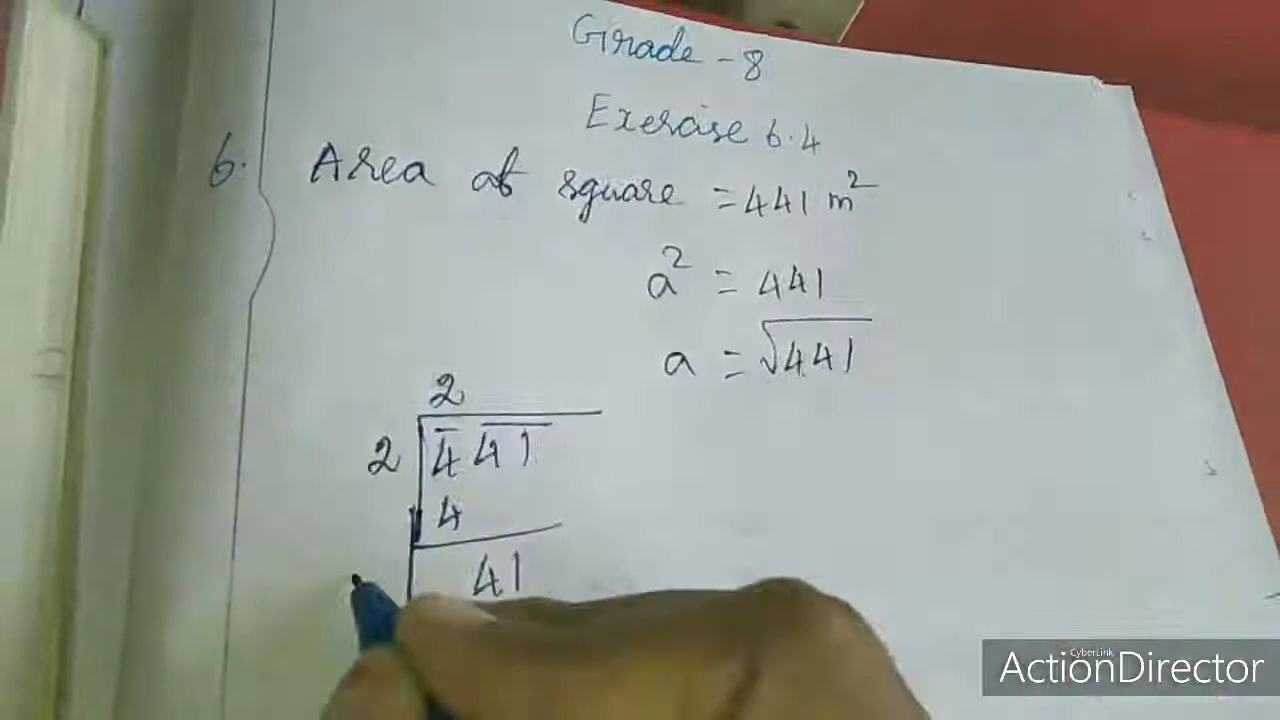 Grade - 8
Exercise 6.4
6. Area of square = 441 m²
a² = 441
a = √441
2
2 4 41
4
41
CyberLink
ActionDirector